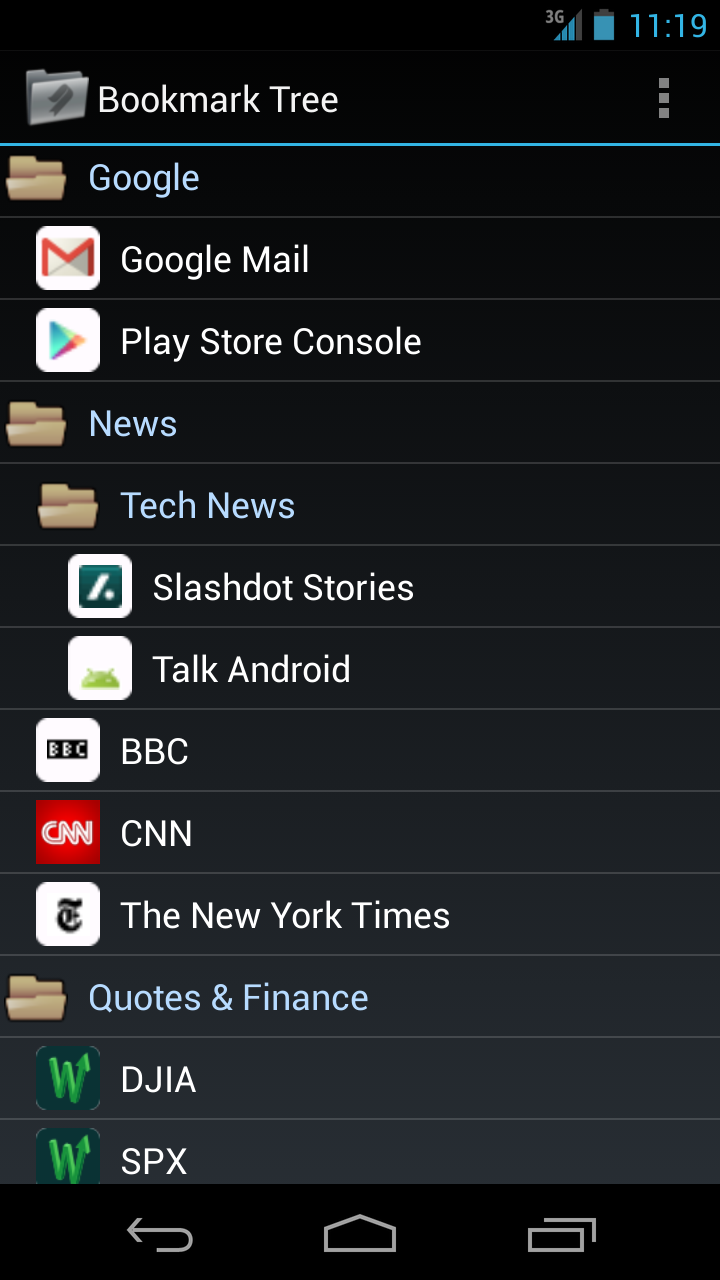 3G 11:19
Bookmark Tree
Google
Google Mail
Play Store Console
News
Tech News
Slashdot Stories
Talk Android
BBC BBC
CNN CNN
The New York Times
Quotes & Finance
W DJIA
W SPX